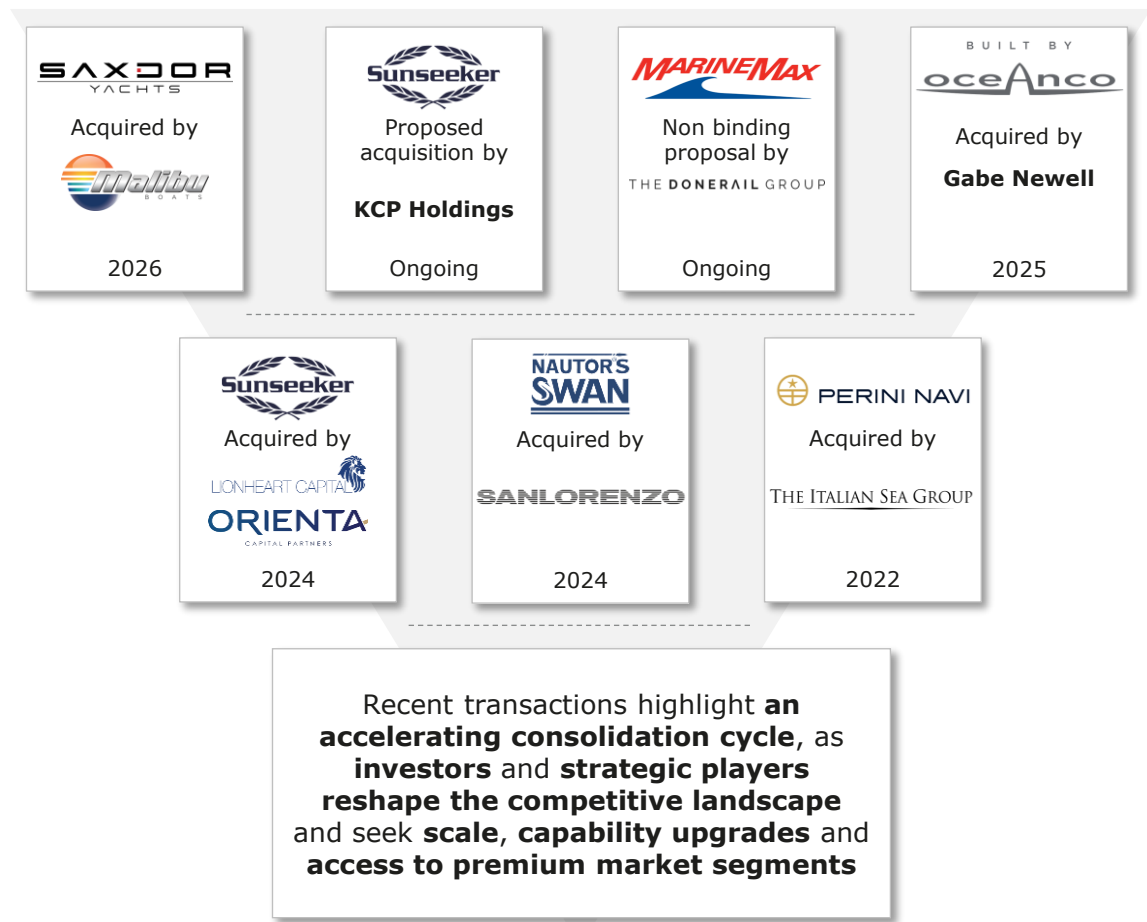 SAXDOR
YACHTS
Acquired by
Malibu
BOATS
2026
Sunseeker
Proposed
acquisition by
KCP Holdings
Ongoing
MARINEMAX
Non binding
proposal by
THE DONERAIL GROUP
Ongoing
BUILT BY
oceAnco
Acquired by
Gabe Newell
2025
Sunseeker
Acquired by
LIONHEART CAPITAL
ORIENTA
CAPITAL PARTNERS
2024
NAUTOR'S
SWAN
Acquired by
SANLORENZO
2024
PERINI NAVI
Acquired by
THE ITALIAN SEA GROUP
2022
Recent transactions highlight an
accelerating consolidation cycle, as
investors and strategic players
reshape the competitive landscape
and seek scale, capability upgrades and
access to premium market segments